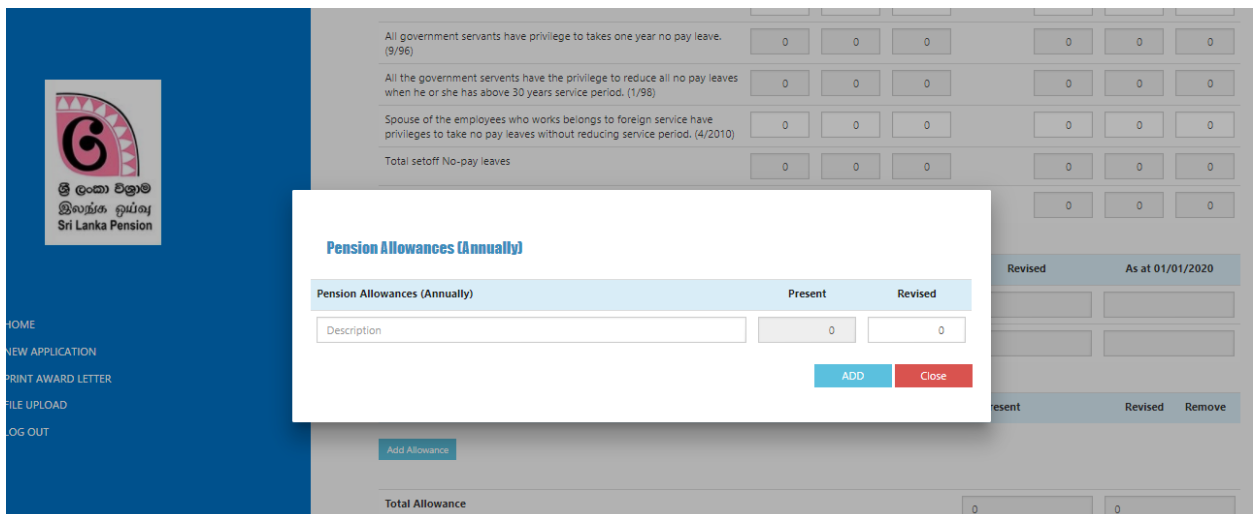 All government servants have privilege to takes one year no pay leave.
(9/96)
0 0 0 0 0 0
All the government servents have the privilege to reduce all no pay leaves
when he or she has above 30 years service period. (1/98)
0 0 0 0 0 0
Spouse of the employees who works belongs to foreign service have
privileges to take no pay leaves without reducing service period. (4/2010)
0 0 0 0 0 0
Total setoff No-pay leaves
0 0 0 0 0 0
0 0 0
ශ්‍රී ලංකා විශ්‍රාම
இலங்கை ஓய்வு
Sri Lanka Pension
HOME
NEW APPLICATION
PRINT AWARD LETTER
FILE UPLOAD
LOG OUT
Pension Allowances (Annually)
Pension Allowances (Annually) Present Revised
Description 0 0
ADD Close
Revised As at 01/01/2020
Revised Remove
Add Allowance
Total Allowance 0 0